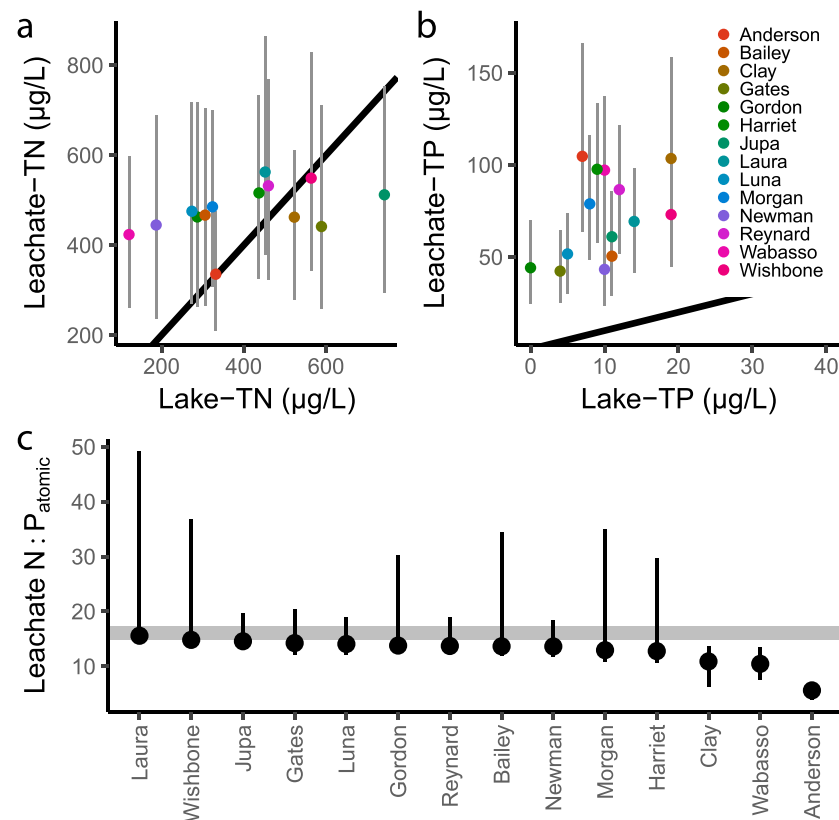 a
Leachate−TN (µg/L)
800
600
400
200
200
400
600
Lake−TN (µg/L)
b
Leachate−TP (µg/L)
150
100
50
0
10
20
30
40
Lake−TP (µg/L)
Anderson
Bailey
Clay
Gates
Gordon
Harriet
Jupa
Laura
Luna
Morgan
Newman
Reynard
Wabasso
Wishbone
c
Leachate N : Patomic
50
40
30
20
10
Laura
Wishbone
Jupa
Gates
Luna
Gordon
Reynard
Bailey
Newman
Morgan
Harriet
Clay
Wabasso
Anderson